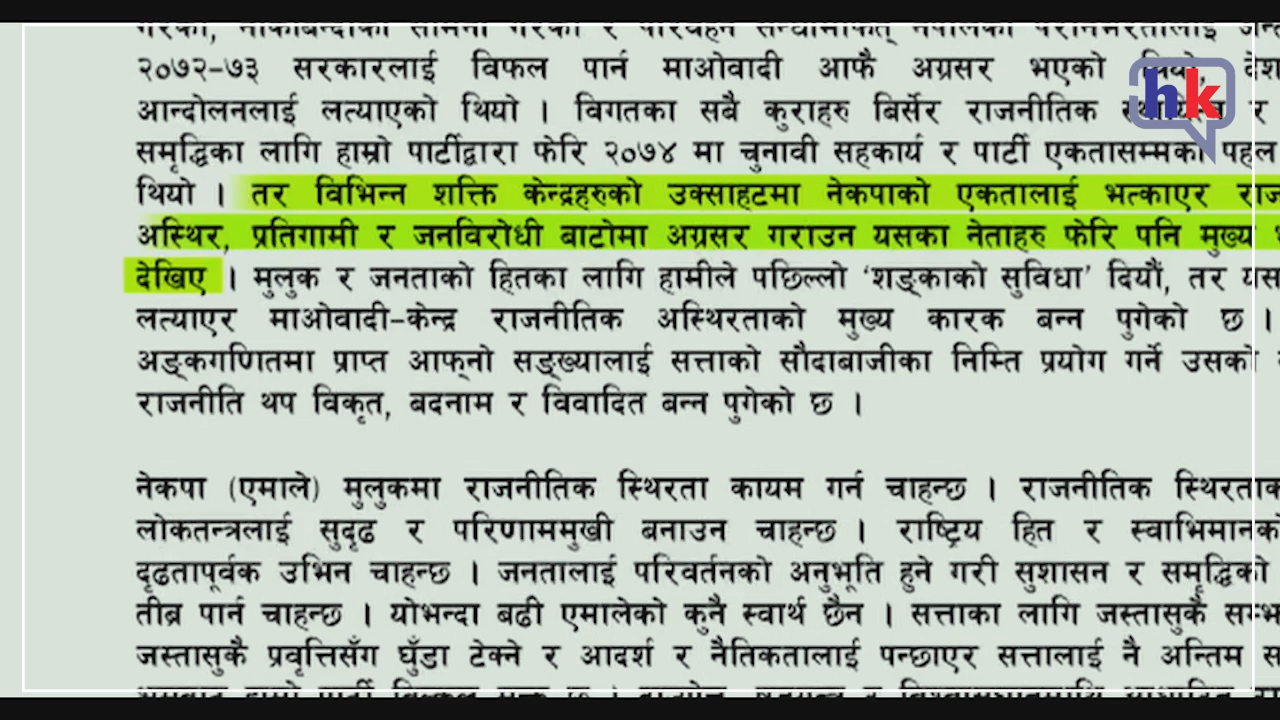 २०७२–७३ सरकारलाई विफल पार्न माओवादी आफै अग्रसर भएको थियो,
hk
आन्दोलनलाई लत्याएको थियो । विगतका सबै कुराहरु बिर्सेर राजनीतिक र
समृद्धिका लागि हाम्रो पार्टीद्वारा फेरि २०७४ मा चुनावी सहकार्य र पार्टी एकतासम्मको पहल
थियो । तर विभिन्न शक्ति केन्द्रहरुको उक्साहटमा नेकपाको एकतालाई भत्काएर
अस्थिर, प्रतिगामी र जनविरोधी बाटोमा अग्रसर गराउन यसका नेताहरु फेरि पनि मुख्य
देखिए । मुलुक र जनताको हितका लागि हामीले पछिल्लो ‘शङ्काको सुविधा’ दियौं, तर
लत्याएर माओवादी–केन्द्र राजनीतिक अस्थिरताको मुख्य कारक बन्न पुगेको छ ।
अङ्कगणितमा प्राप्त आफ्‌नो सङ्ख्यालाई सत्ताको सौदाबाजीका निम्ति प्रयोग गर्ने उसको
राजनीति थप विकृत, बदनाम र विवादित बन्न पुगेको छ ।
नेकपा (एमाले) मुलुकमा राजनीतिक स्थिरता कायम गर्न चाहन्छ । राजनीतिक
लोकतन्त्रलाई सुदृढ र परिणाममुखी बनाउन चाहन्छ । राष्ट्रिय हित र
दृढतापूर्वक उभिन चाहन्छ । जनतालाई परिवर्तनको अनुभूति हुने गरी सुशासन र समृद्धिको
तीव्र पार्न चाहन्छ । योभन्दा बढी एमालेको कुनै स्वार्थ छैन । सत्ताका लागि जस्तासुकै
जस्तासुकै प्रवृत्तिसँग घुँडा टेक्ने र आदर्श र नैतिकतालाई पन्छाएर सत्तालाई नै अन्तिम